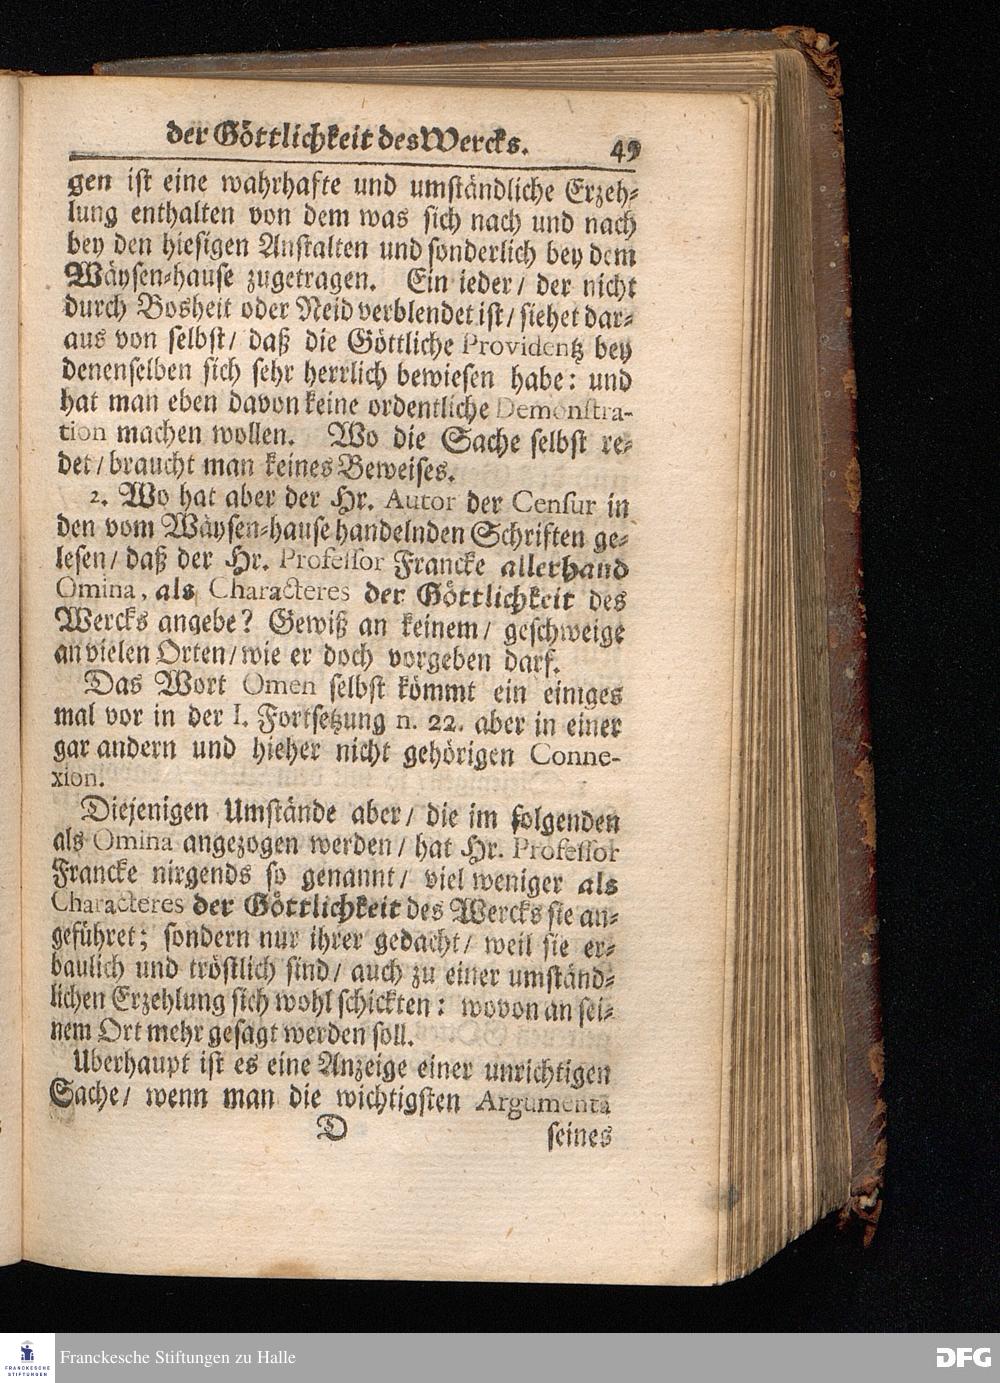 der Göttlichkeit des Wercks. 49
gen ist eine wahrhafte und umständliche Erzeh-
lung enthalten von dem was sich nach und nach
bey den hiesigen Anstalten und sonderlich bey dem
Wäysen-hause zugetragen. Ein ieder/ der nicht
durch Bosheit oder Neid verblendet ist/ siehet dar-
aus von selbst/ daß die Göttliche Providentz bey
denenselben sich sehr herrlich bewiesen habe: und
hat man eben davon keine ordentliche Demonstra-
tion machen wollen. Wo die Sache selbst re-
det/ braucht man keines Beweises.
2. Wo hat aber der Hr. Autor der Censur in
den vom Wäysen-hause handelnden Schriften ge-
lesen/ daß der Hr. Professor Francke allerhand
Omina, als Characteres der Göttlichkeit des
Wercks angebe? Gewiß an keinem/ geschweige
an vielen Orten/ wie er doch vorgeben darf.
Das Wort Omen selbst kömmt ein einiges
mal vor in der I. Fortsetzung n. 22. aber in einer
gar andern und hieher nicht gehörigen Conne-
xion.
Diejenigen Umstände aber/ die im folgenden
als Omina angezogen werden/ hat Hr. Professor
Francke nirgends so genannt/ viel weniger als
Characteres der Göttlichkeit des Wercks sie an-
geführet; sondern nur ihrer gedacht/ weil sie er-
baulich und tröstlich sind/ auch zu einer umständ-
lichen Erzehlung sich wohl schickten: wovon an sei-
nem Ort mehr gesagt werden soll.
Uberhaupt ist es eine Anzeige einer unrichtigen
Sache/ wenn man die wichtigsten Argumenta
D seines
FRANCKESCHE
STIFTUNGEN
Franckesche Stiftungen zu Halle
DFG